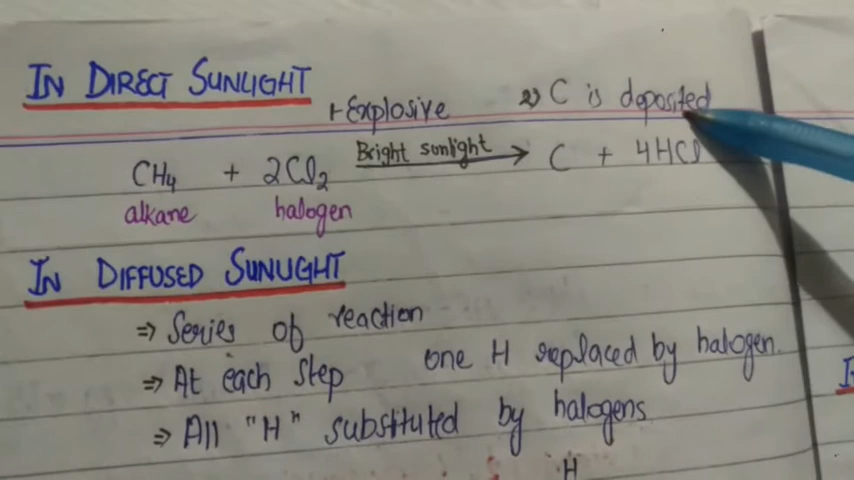 IN DIRECT SUNLIGHT
1- Explosive 2) C is deposited
CH4 + 2Cl2 Bright sunlight → C + 4HCl
alkane halogen
IN DIFFUSED SUNLIGHT
⇒ Series of reaction
⇒ At each step one H replaced by halogen.
⇒ All "H" substituted by halogens
H